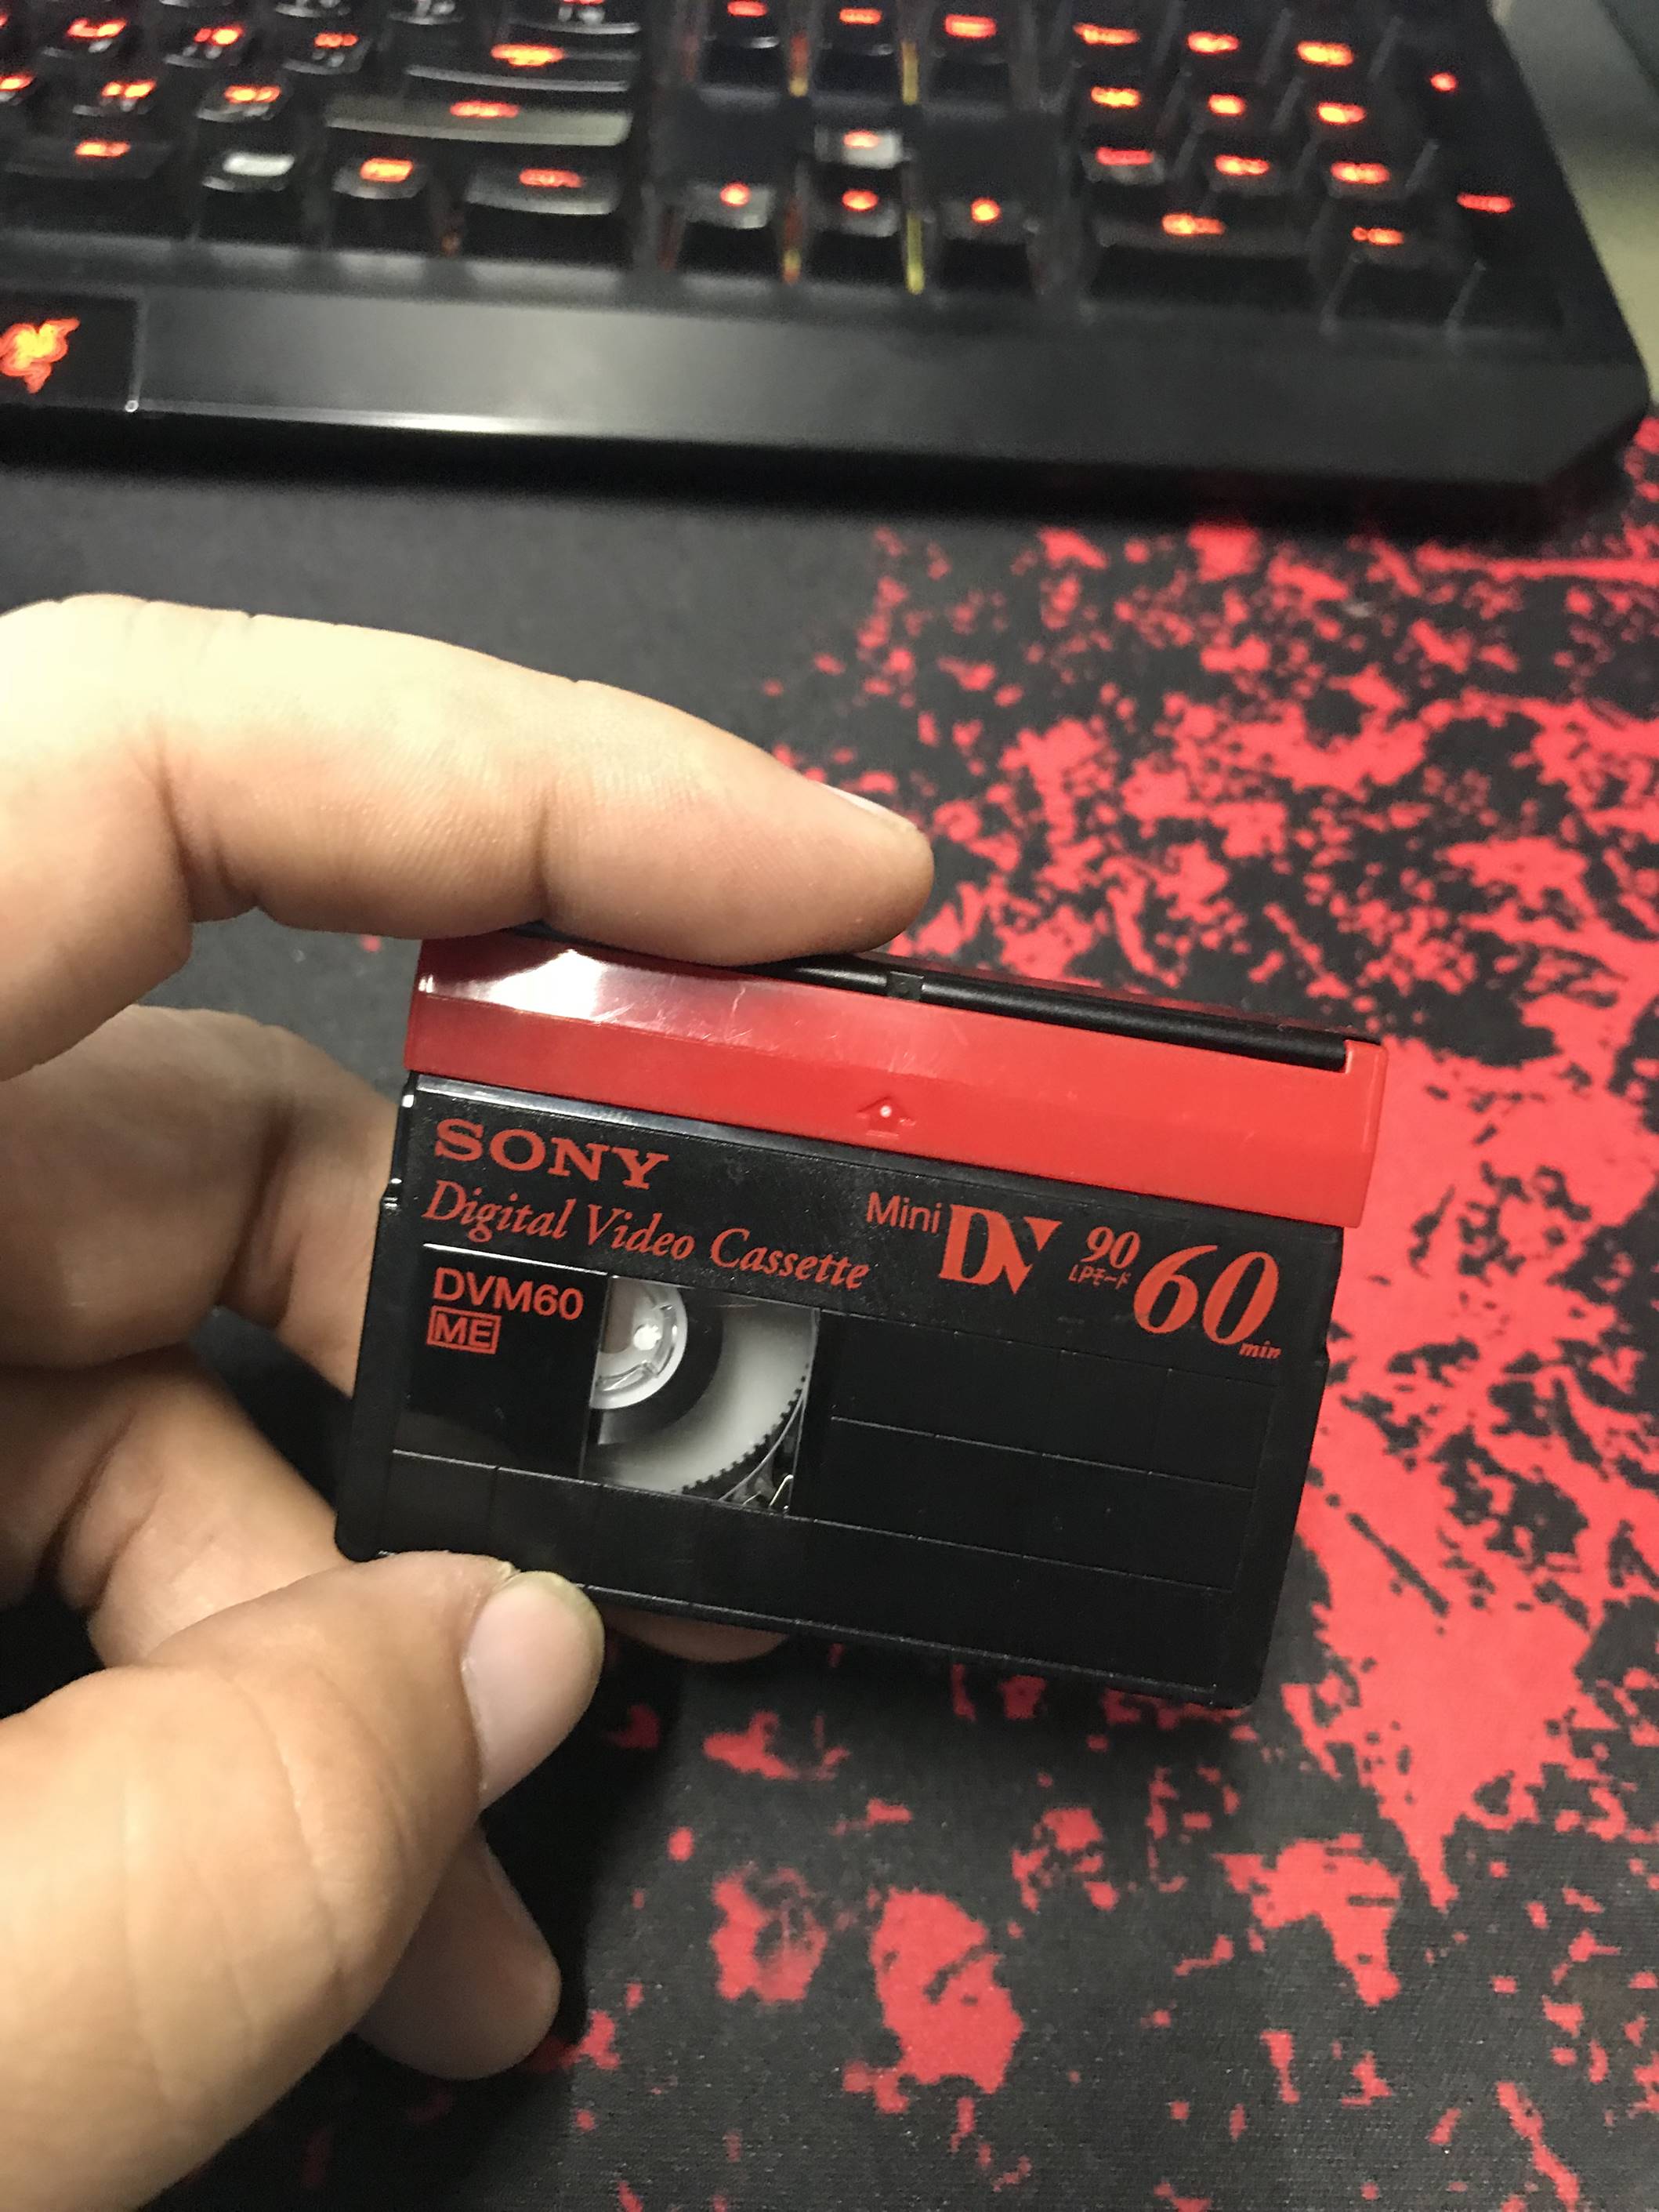 SONY
Digital Video Cassette
Mini DV 90 60
LPモード min
DVM60
ME